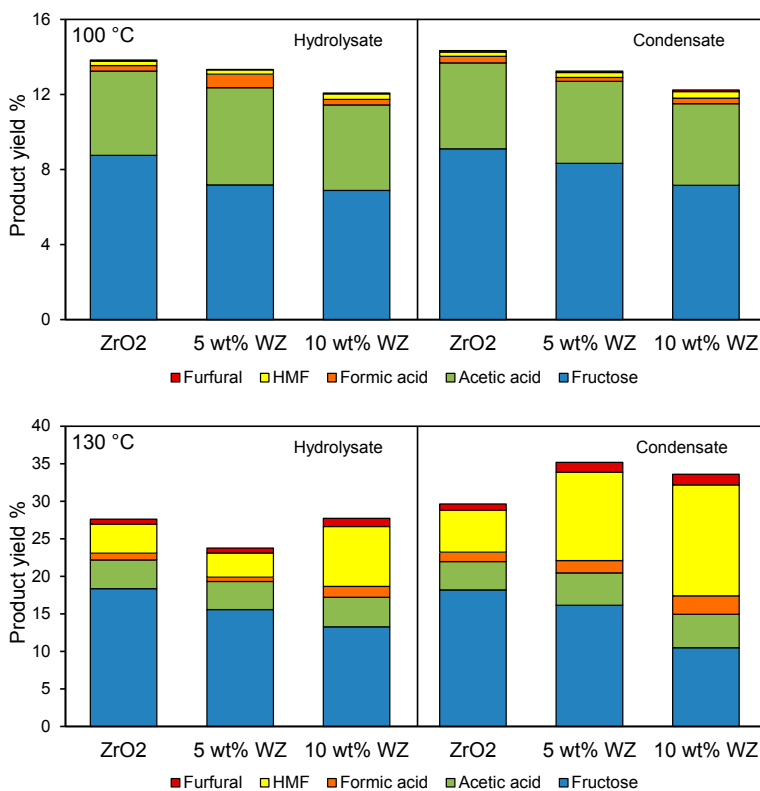 16
100 °C
Hydrolysate
Condensate
12
8
4
0
Product yield %
ZrO2
5 wt% WZ
10 wt% WZ
ZrO2
5 wt% WZ
10 wt% WZ
Furfural HMF Formic acid Acetic acid Fructose
40
130 °C
Hydrolysate
Condensate
35
30
25
20
15
10
5
0
Product yield %
ZrO2
5 wt% WZ
10 wt% WZ
ZrO2
5 wt% WZ
10 wt% WZ
Furfural HMF Formic acid Acetic acid Fructose